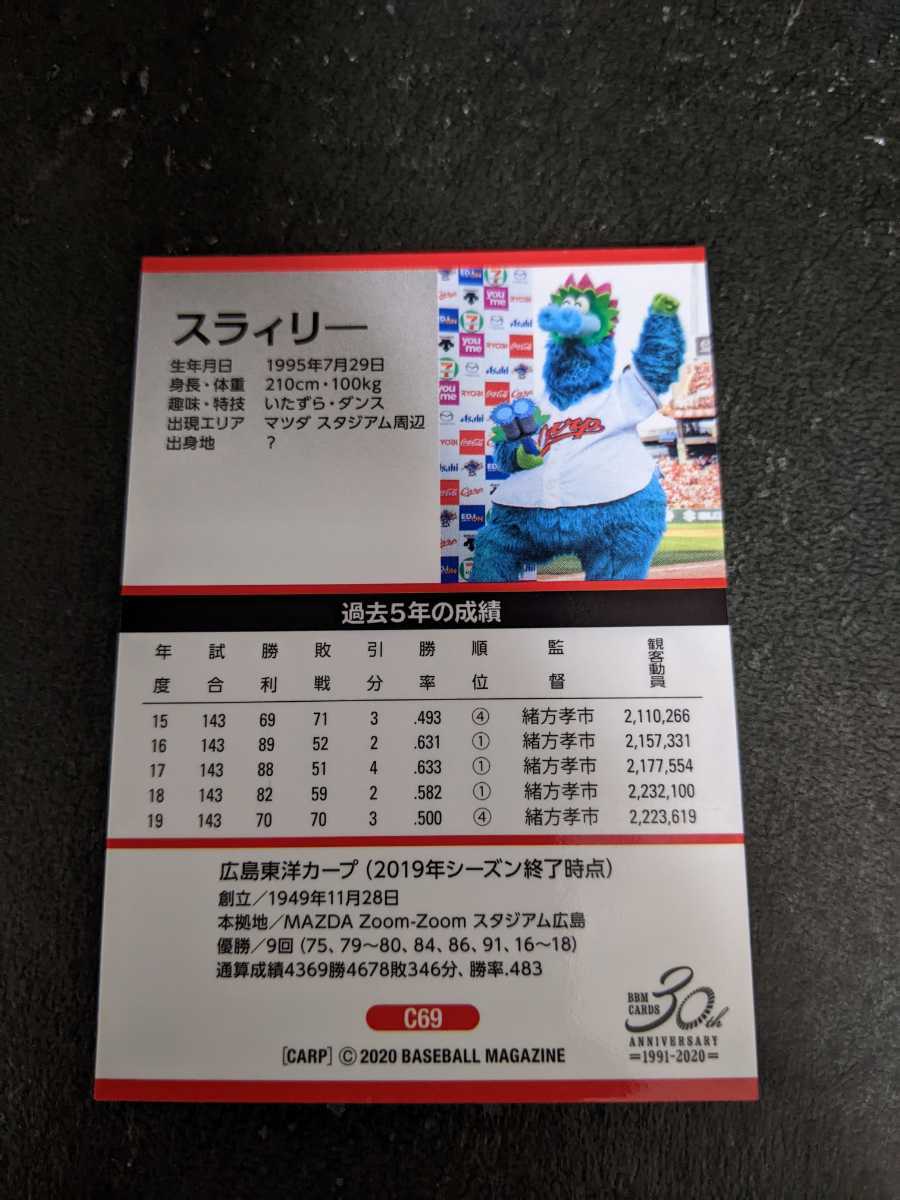 スライリー
生年月日 1995年7月29日
身長・体重 210cm・100kg
趣味・特技 いたずら・ダンス
出現エリア マツダ スタジアム周辺
出身地 ?
you me
RYOBI
Asahi
Coca-Cola
EDION
Carp
過去5年の成績
年度 試合 勝利 敗戦 引分 勝率 順位 監督 観客動員
15 143 69 71 3 .493 ④ 緒方孝市 2,110,266
16 143 89 52 2 .631 ① 緒方孝市 2,157,331
17 143 88 51 4 .633 ① 緒方孝市 2,177,554
18 143 82 59 2 .582 ① 緒方孝市 2,232,100
19 143 70 70 3 .500 ④ 緒方孝市 2,223,619
広島東洋カープ(2019年シーズン終了時点)
創立/1949年11月28日
本拠地/MAZDA Zoom-Zoom スタジアム広島
優勝/9回(75、79~80、84、86、91、16~18)
通算成績4369勝4678敗346分、勝率.483
C69
[CARP] © 2020 BASEBALL MAGAZINE
BBM CARDS 30th
ANNIVERSARY
=1991-2020=